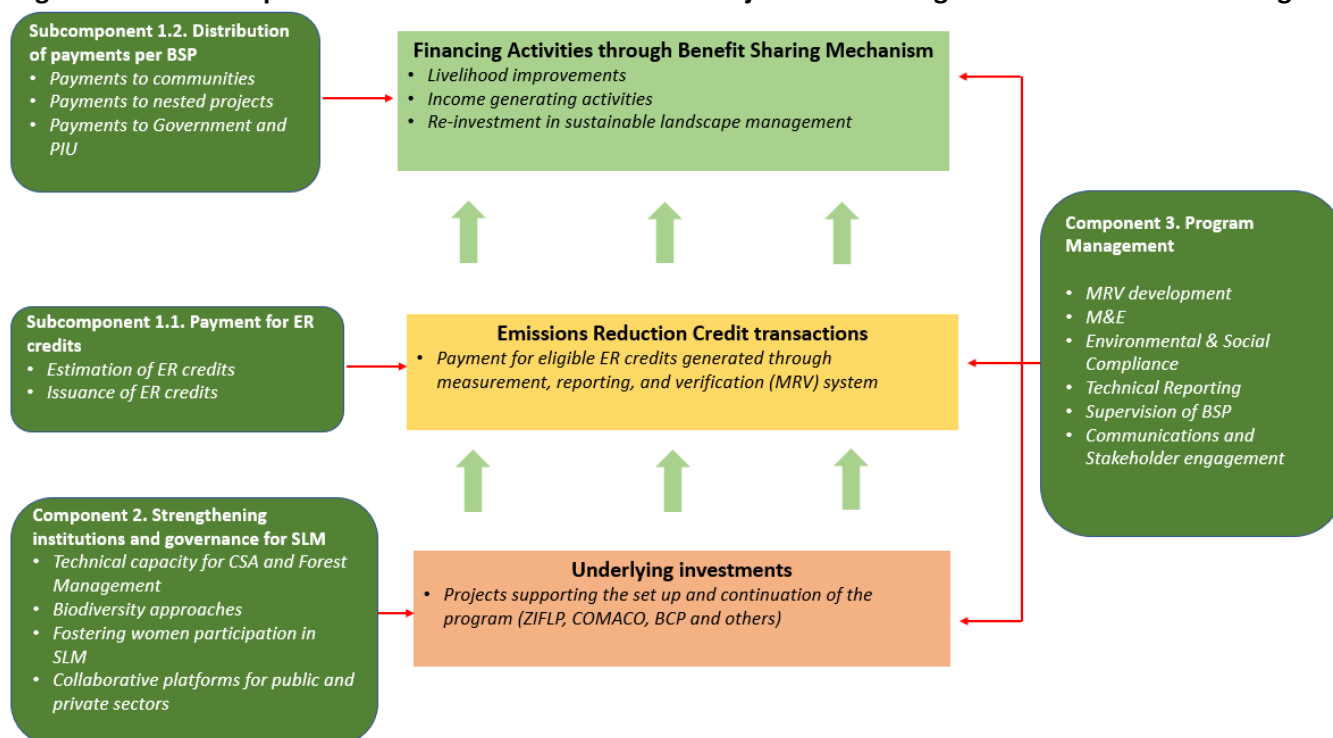 Subcomponent 1.2. Distribution
of payments per BSP
• Payments to communities
• Payments to nested projects
• Payments to Government and
PIU
Financing Activities through Benefit Sharing Mechanism
• Livelihood improvements
• Income generating activities
• Re-investment in sustainable landscape management
Subcomponent 1.1. Payment for ER
credits
• Estimation of ER credits
• Issuance of ER credits
Emissions Reduction Credit transactions
• Payment for eligible ER credits generated through
measurement, reporting, and verification (MRV) system
Component 3. Program
Management
• MRV development
• M&E
• Environmental & Social
Compliance
• Technical Reporting
• Supervision of BSP
• Communications and
Stakeholder engagement
Component 2. Strengthening
institutions and governance for SLM
• Technical capacity for CSA and Forest
Management
• Biodiversity approaches
• Fostering women participation in
SLM
• Collaborative platforms for public and
private sectors
Underlying investments
• Projects supporting the set up and continuation of the
program (ZIFLP, COMACO, BCP and others)